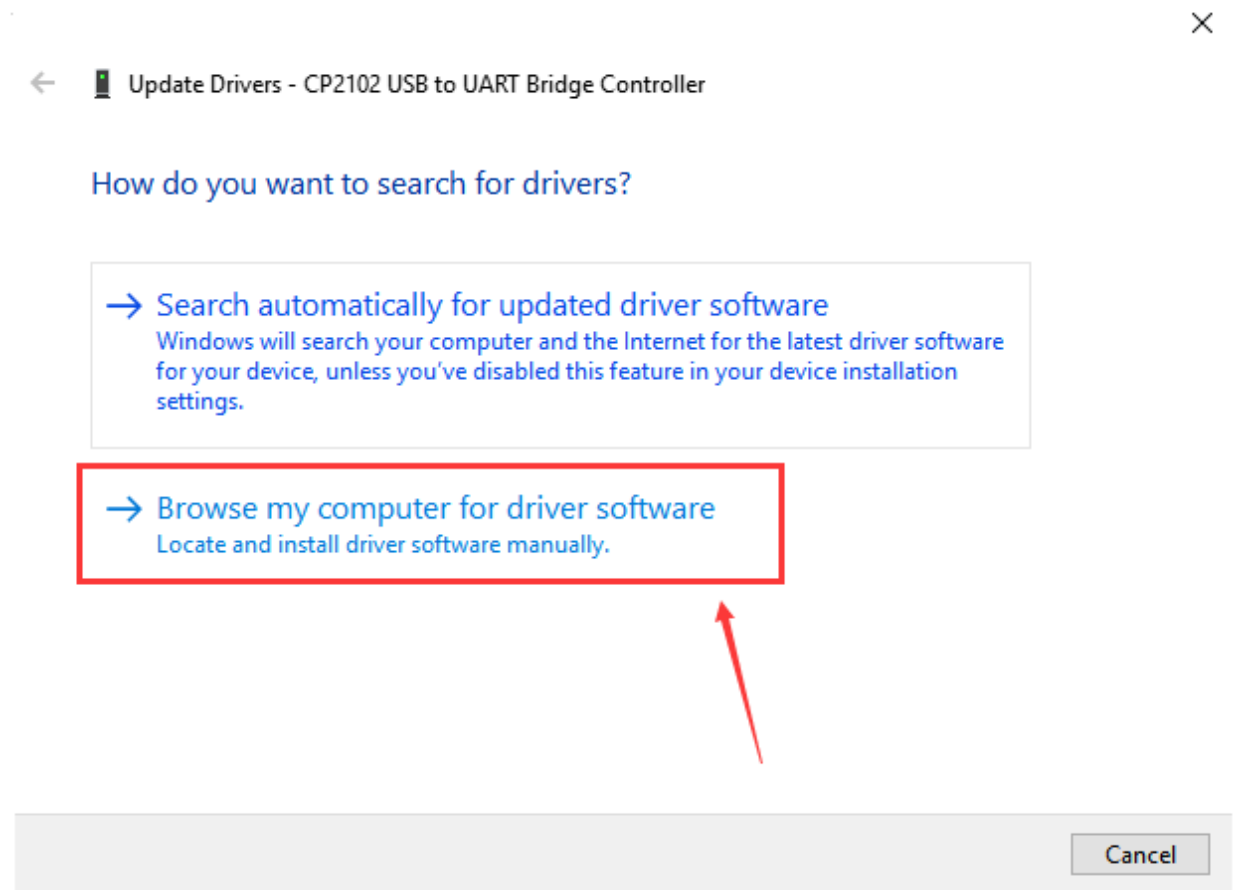 Update Drivers - CP2102 USB to UART Bridge Controller
How do you want to search for drivers?
Search automatically for updated driver software
Windows will search your computer and the Internet for the latest driver software
for your device, unless you've disabled this feature in your device installation
settings.
Browse my computer for driver software
Locate and install driver software manually.
Cancel